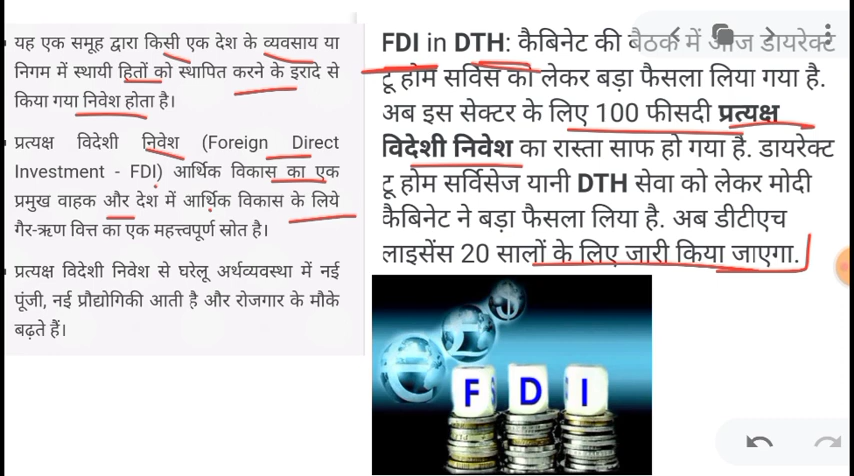 यह एक समूह द्वारा किसी एक देश के व्यवसाय या
निगम में स्थायी हितों को स्थापित करने के इरादे से
किया गया निवेश होता है।
प्रत्यक्ष विदेशी निवेश (Foreign Direct
Investment - FDI) आर्थिक विकास का एक
प्रमुख वाहक और देश में आर्थिक विकास के लिये
गैर-ऋण वित्त का एक महत्त्वपूर्ण स्रोत है।
प्रत्यक्ष विदेशी निवेश से घरेलू अर्थव्यवस्था में नई
पूंजी, नई प्रौद्योगिकी आती है और रोजगार के मौके
बढ़ते हैं।
FDI in DTH: कैबिनेट की बैठक में आज डायरेक्ट
टू होम सर्विस को लेकर बड़ा फैसला लिया गया है.
अब इस सेक्टर के लिए 100 फीसदी प्रत्यक्ष
विदेशी निवेश का रास्ता साफ हो गया है. डायरेक्ट
टू होम सर्विसेज यानी DTH सेवा को लेकर मोदी
कैबिनेट ने बड़ा फैसला लिया है. अब डीटीएच
लाइसेंस 20 सालों के लिए जारी किया जाएगा.
F D I